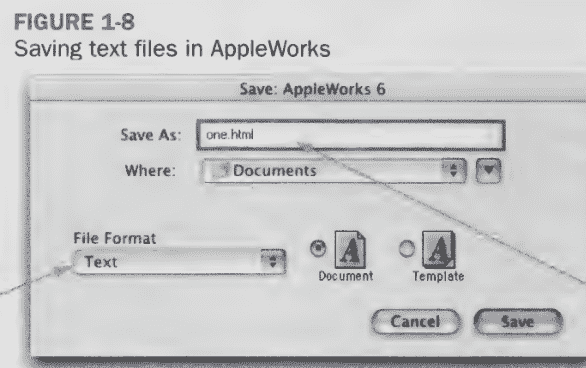 FIGURE 1-8
Saving text files in AppleWorks
Save: AppleWorks 6
Save As: one.html
Where: Documents
File Format
Text
Document
Template
Cancel
Save